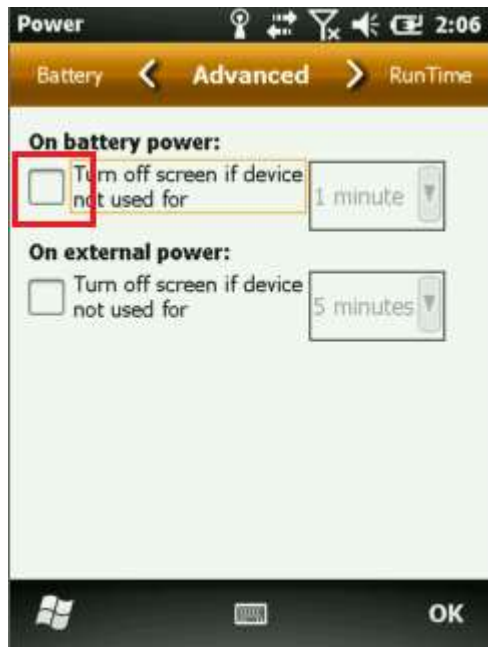 Power 2:06
Battery Advanced RunTime
On battery power:
Turn off screen if device
not used for
1 minute
On external power:
Turn off screen if device
not used for
5 minutes
OK